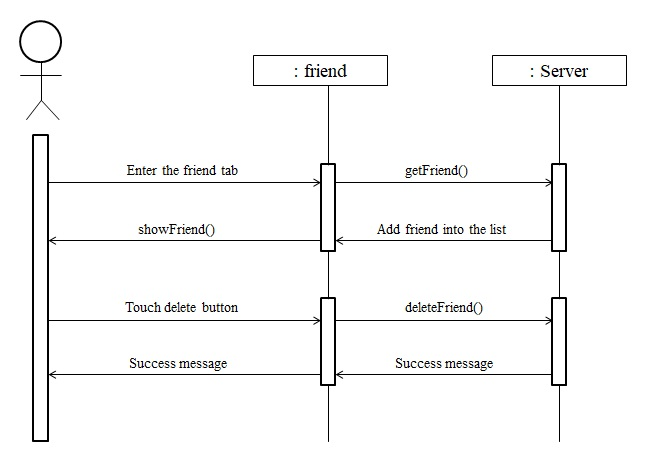 : friend
: Server
Enter the friend tab
getFriend()
showFriend()
Add friend into the list
Touch delete button
deleteFriend()
Success message
Success message